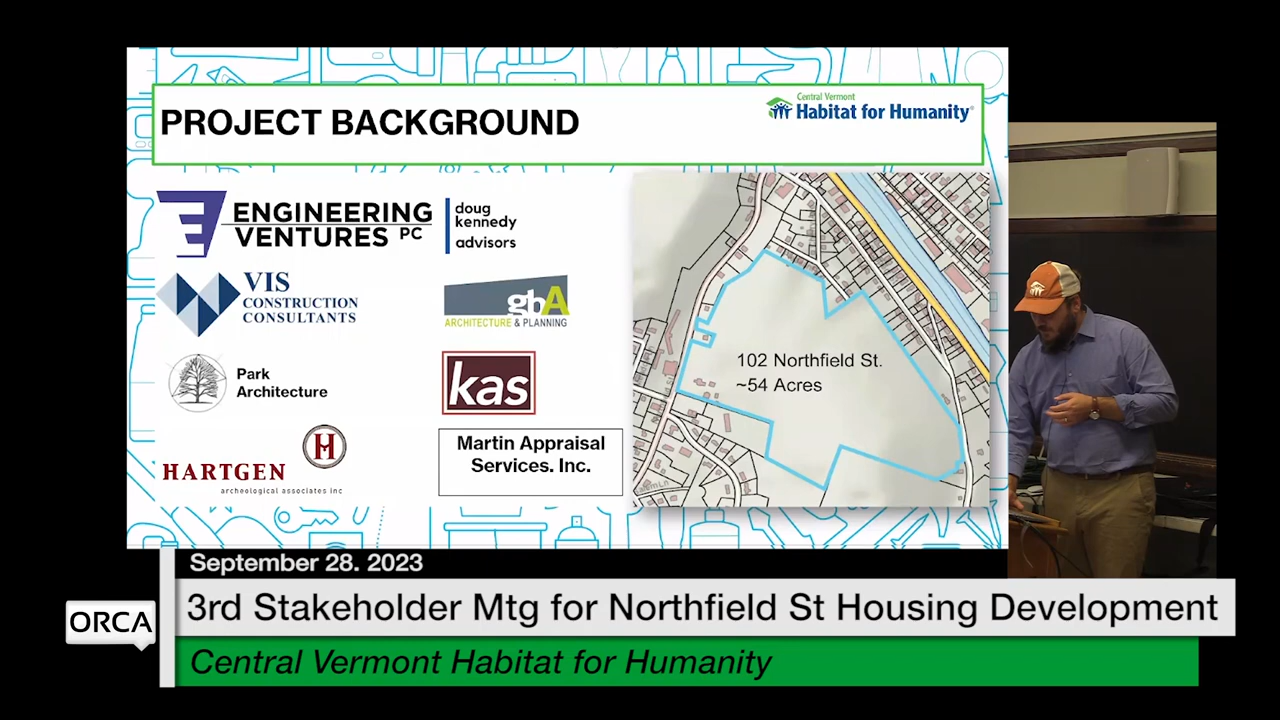 PROJECT BACKGROUND
Central Vermont
Habitat for Humanity®
ENGINEERING
VENTURES PC
doug
kennedy
advisors
VIS
CONSTRUCTION
CONSULTANTS
gbA
ARCHITECTURE & PLANNING
Park
Architecture
kas
HARTGEN
H
archeological associates inc
Martin Appraisal
Services. Inc.
102 Northfield St.
~54 Acres
September 28. 2023
ORCA
3rd Stakeholder Mtg for Northfield St Housing Development
Central Vermont Habitat for Humanity